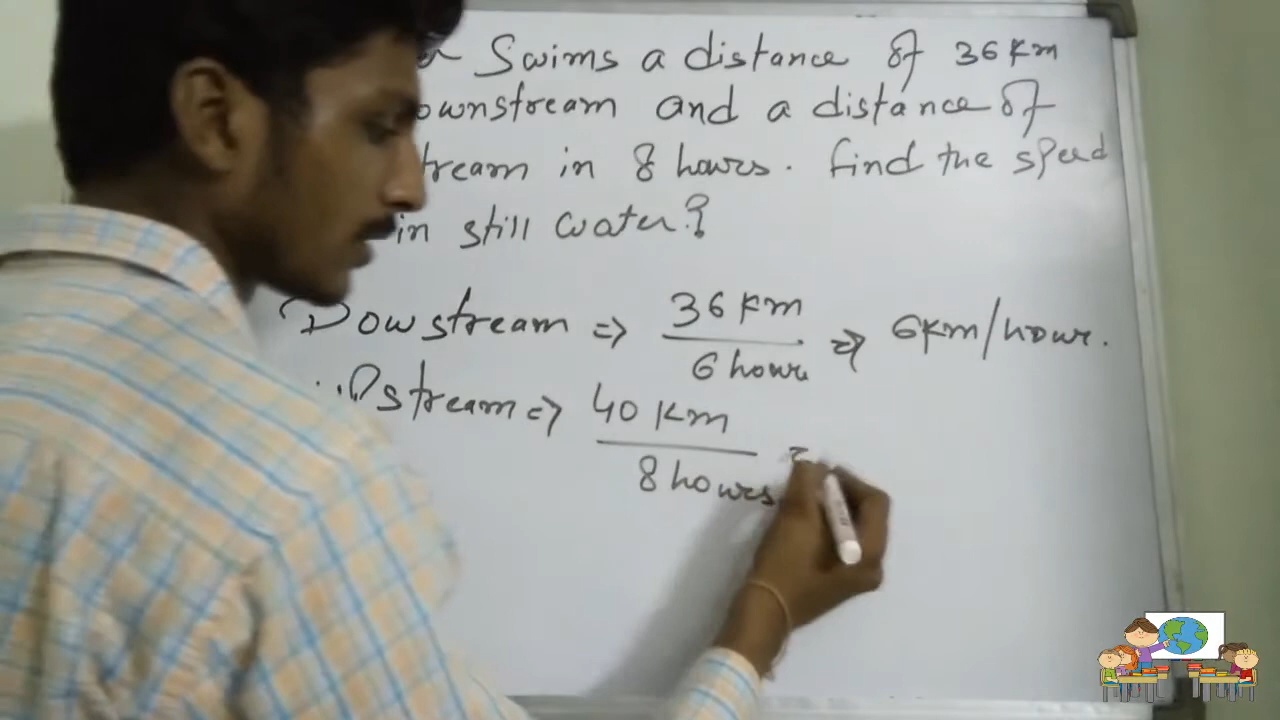 Swims a distance of 36 Km
ownstream and a distance of
tream in 8 hours. find the speed
in still water?
Dowstream => 36 Km => 6Km/hour.
6 hour
Upstream => 40 Km
8 hours